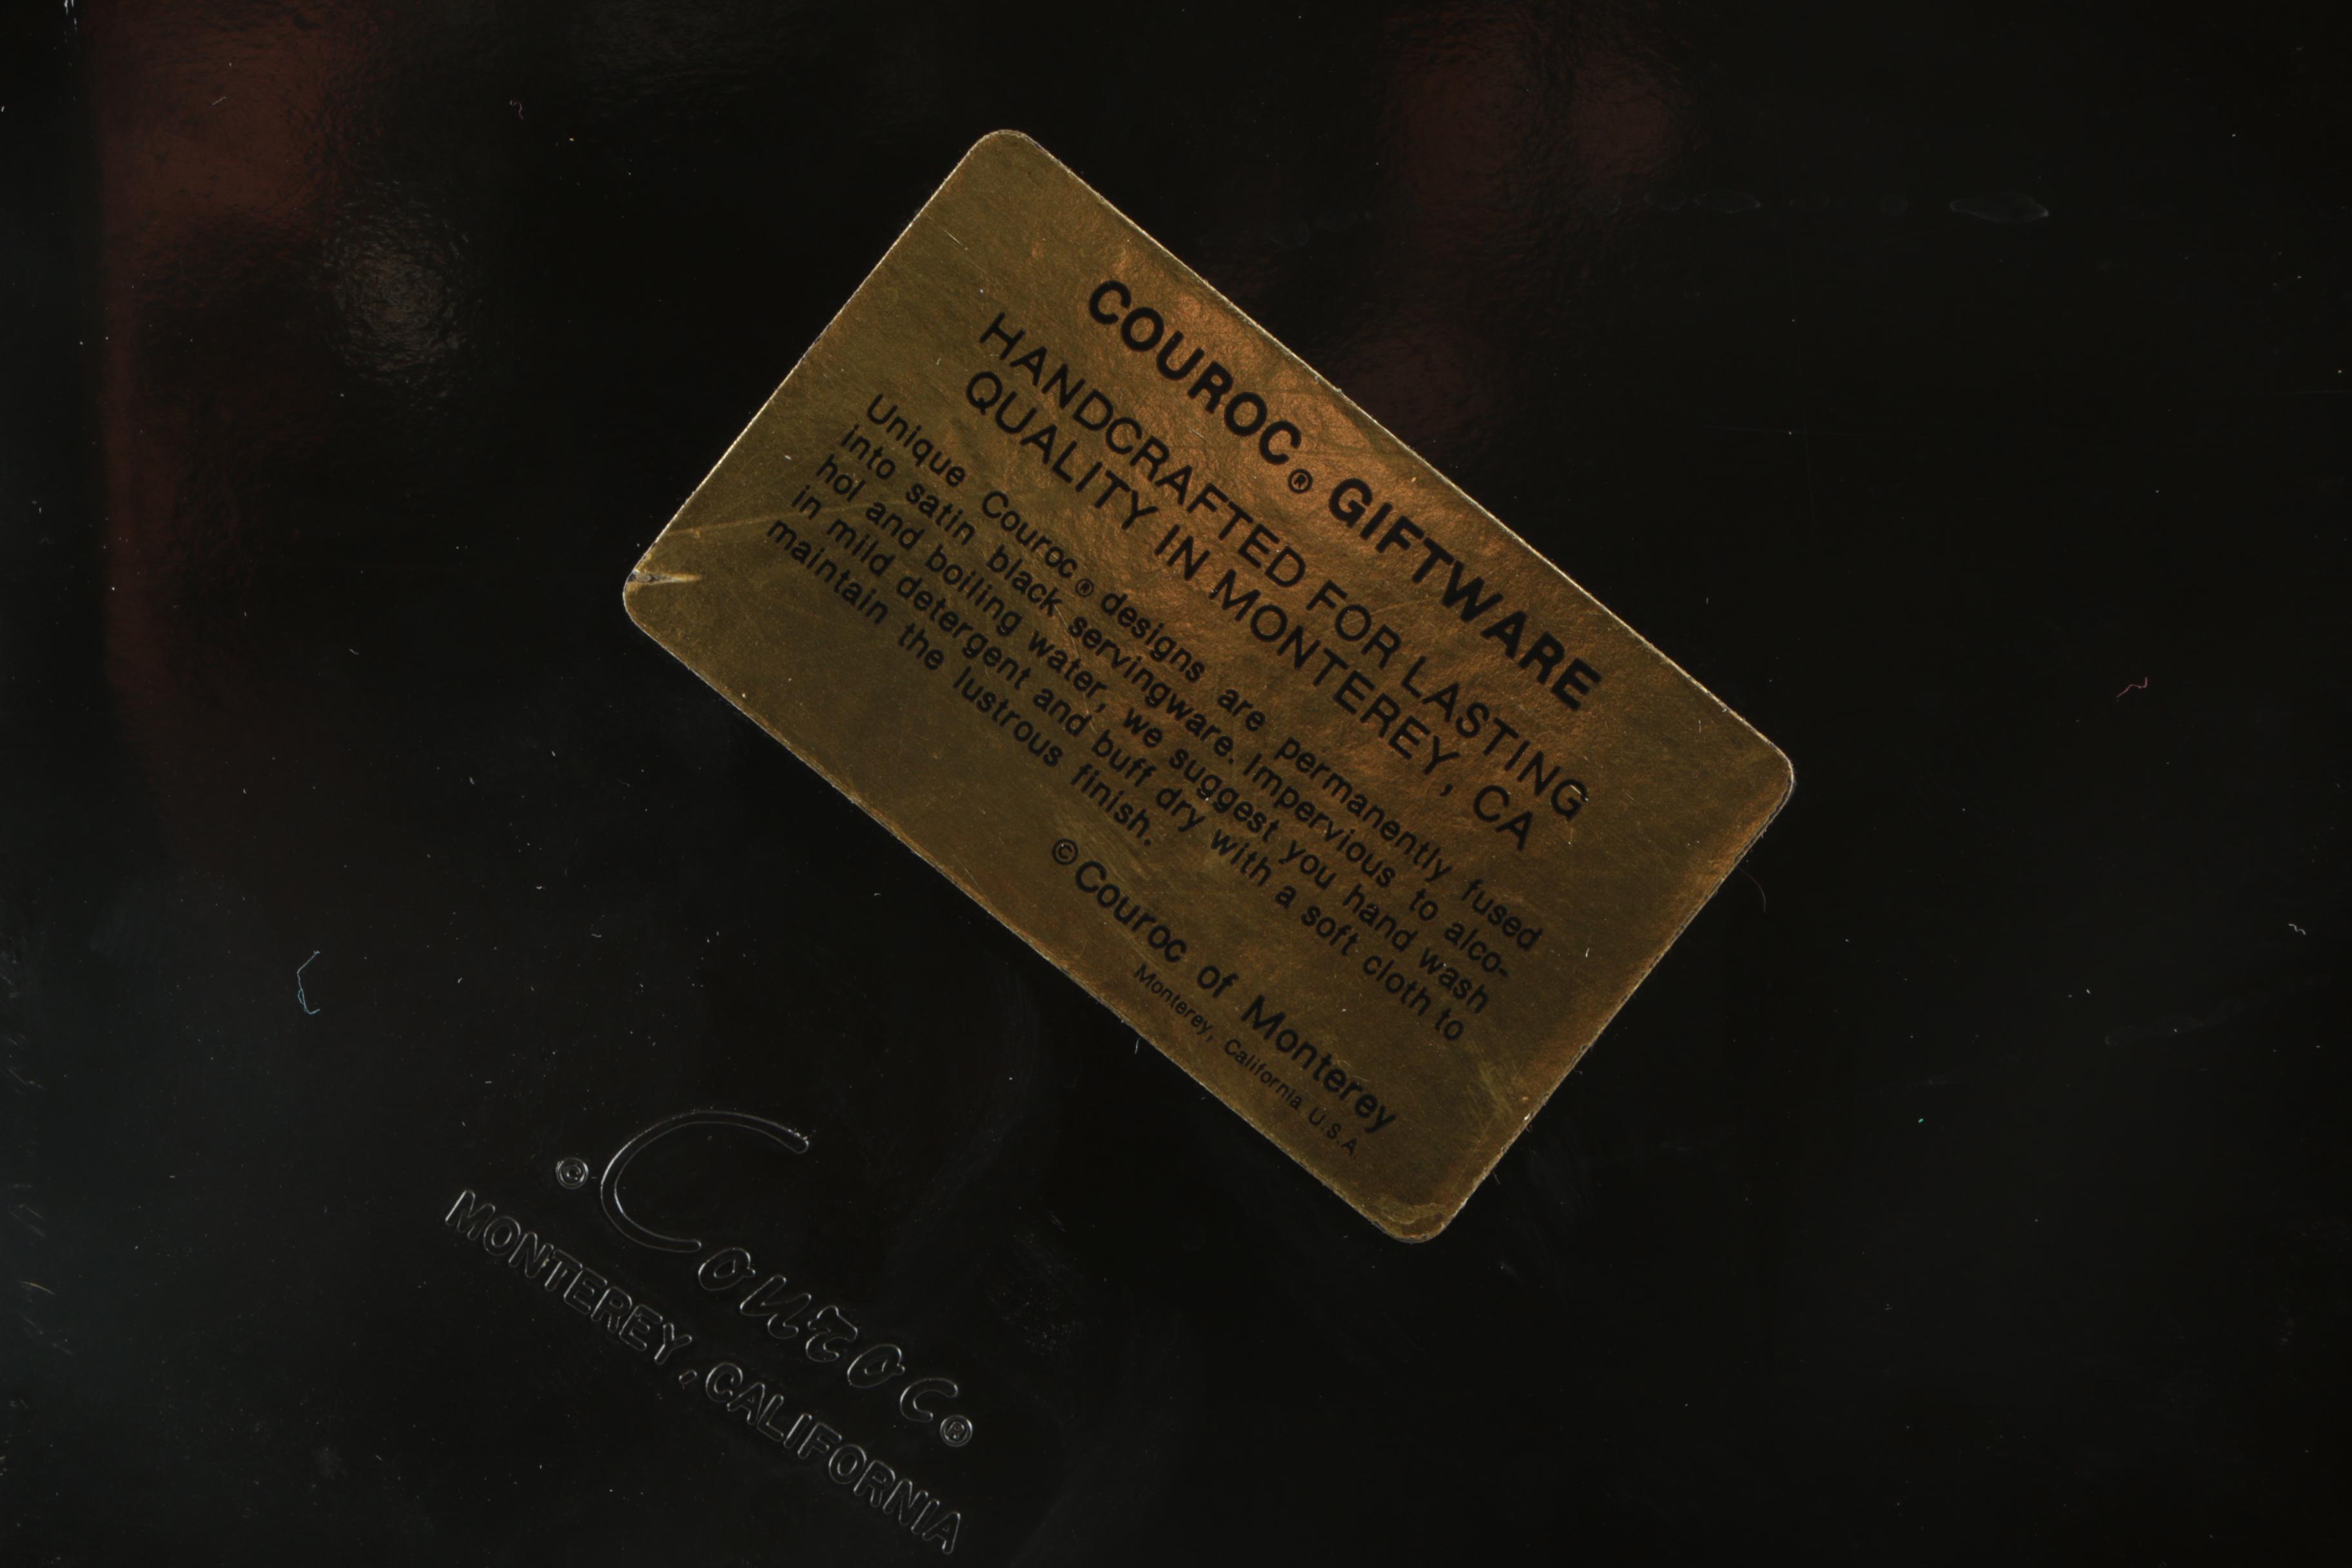 COUROC® GIFTWARE
HANDCRAFTED FOR LASTING
QUALITY IN MONTEREY, CA
Unique Couroc® designs are permanently fused
into satin black servingware. Impervious to alco-
hol and boiling water, we suggest you hand wash
in mild detergent and buff dry with a soft cloth to
maintain the lustrous finish.
©Couroc of Monterey
Monterey, California U.S.A.
© Couroc®
MONTEREY, CALIFORNIA